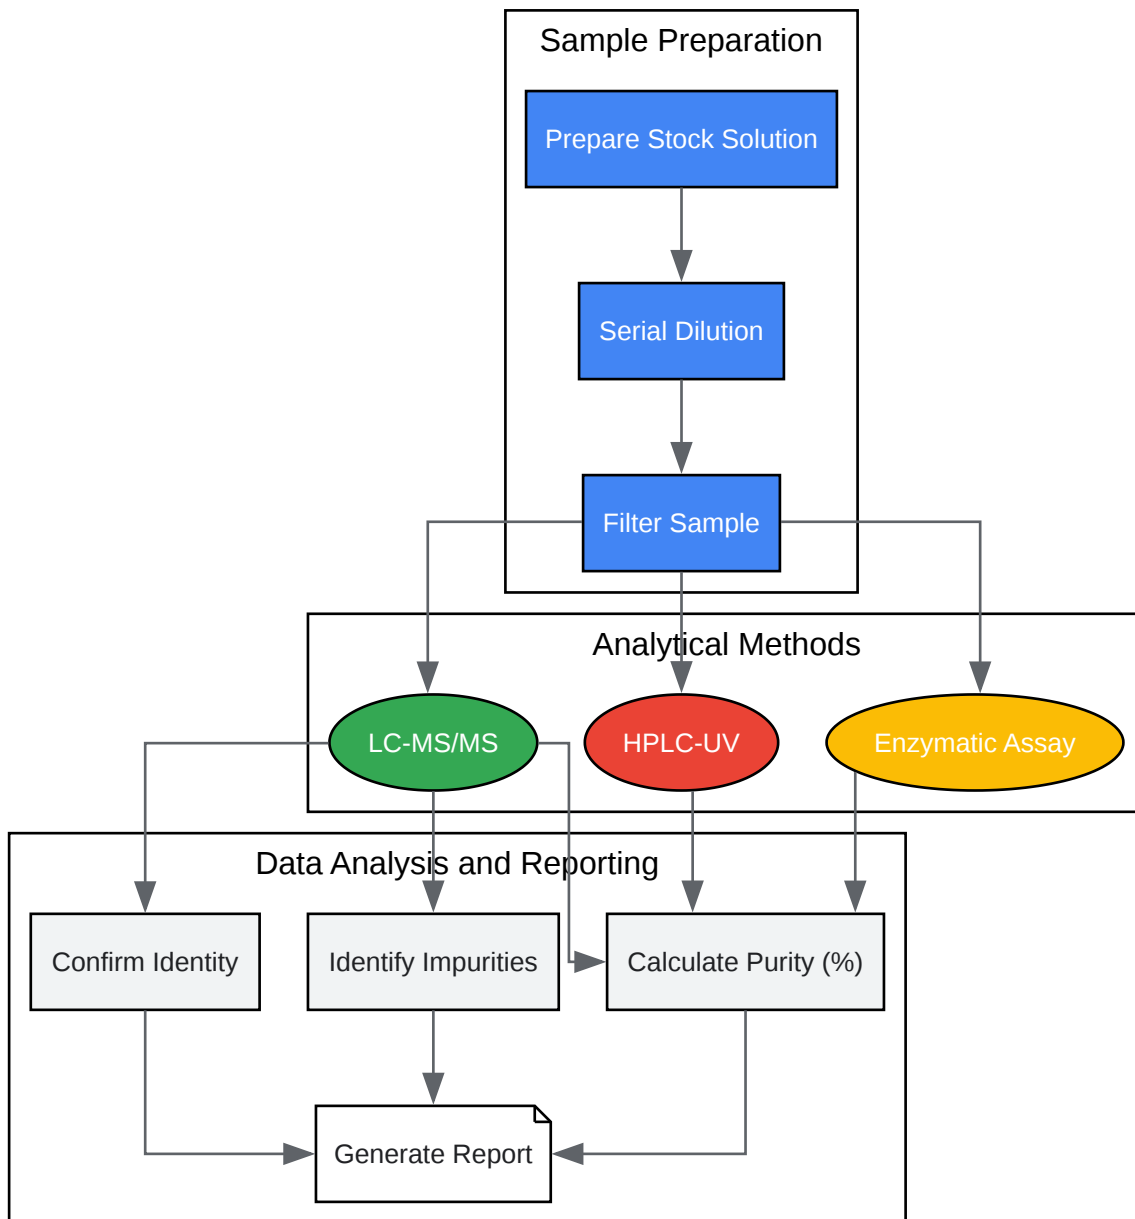 Sample Preparation
Prepare Stock Solution
Serial Dilution
Filter Sample
Analytical Methods
LC-MS/MS
HPLC-UV
Enzymatic Assay
Data Analysis and Reporting
Confirm Identity
Identify Impurities
Calculate Purity (%)
Generate Report